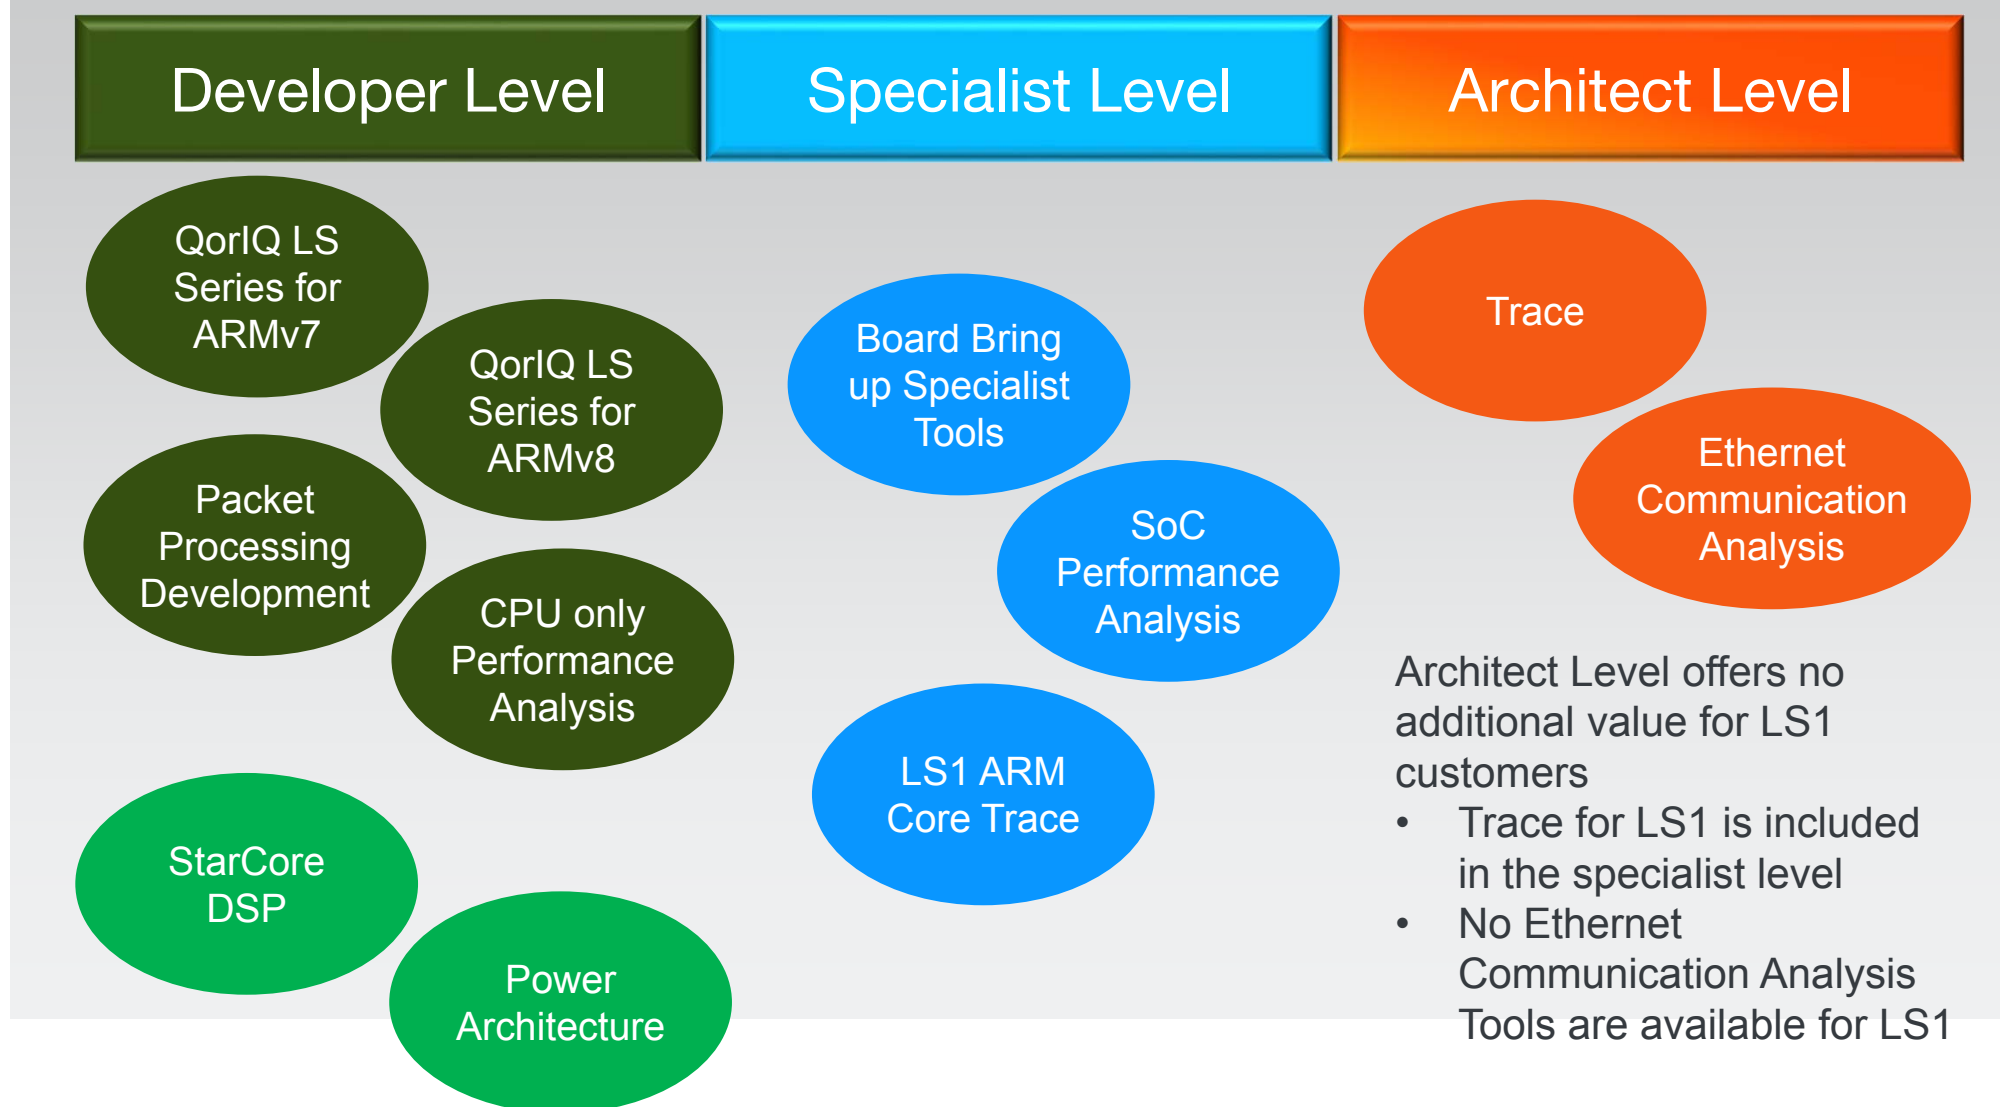 Developer Level
Specialist Level
Architect Level
QorIQ LS
Series for
ARMv7
QorIQ LS
Series for
ARMv8
Packet
Processing
Development
CPU only
Performance
Analysis
StarCore
DSP
Power
Architecture
Board Bring
up Specialist
Tools
SoC
Performance
Analysis
LS1 ARM
Core Trace
Trace
Ethernet
Communication
Analysis
Architect Level offers no
additional value for LS1
customers
• Trace for LS1 is included
in the specialist level
• No Ethernet
Communication Analysis
Tools are available for LS1